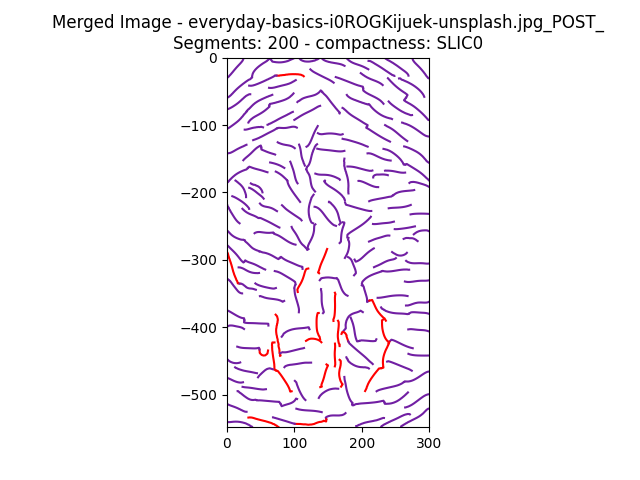 Merged Image - everyday-basics-i0ROGKijuek-unsplash.jpg_POST_
Segments: 200 - compactness: SLIC0
0
−100
−200
−300
−400
−500
0 100 200 300